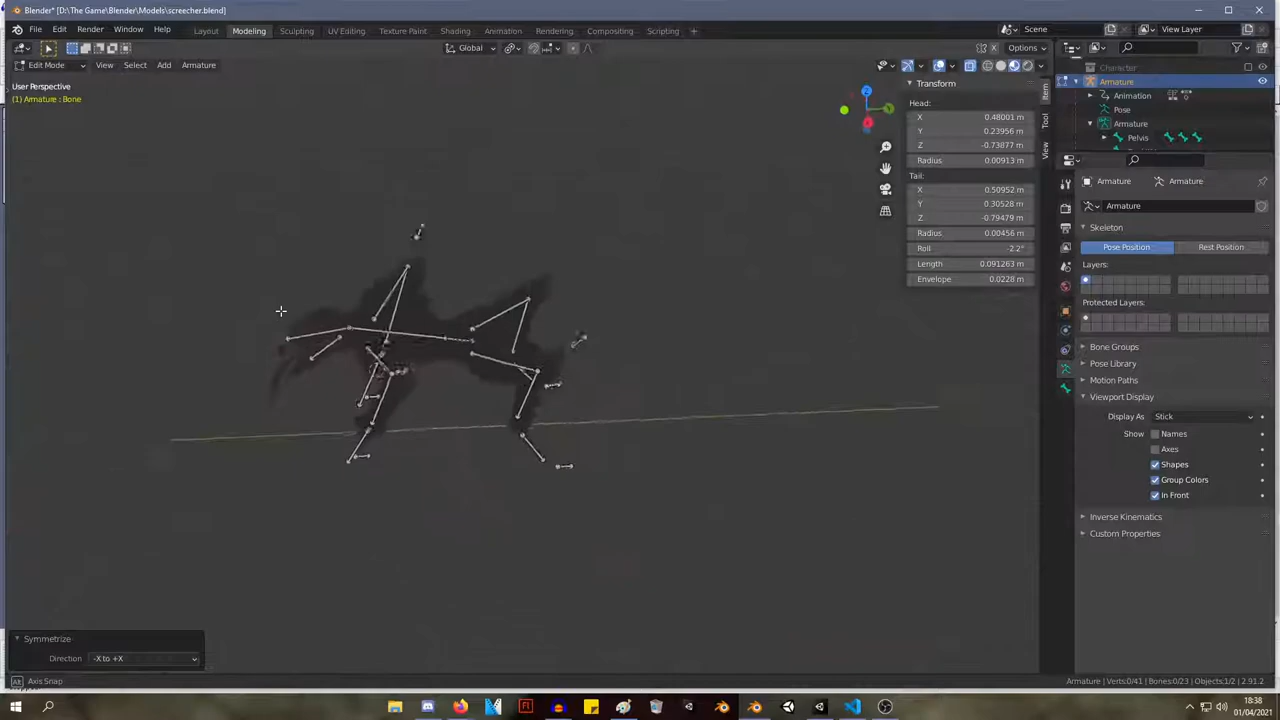 Blender* [D:\The Game\Blender\Models\screecher.blend]
File Edit Render Window Help Layout Modeling Sculpting UV Editing Texture Paint Shading Animation Rendering Compositing Scripting + Scene View Layer
Global Options
Edit Mode View Select Add Armature
User Perspective
(1) Armature : Bone
Transform
Head:
X 0.48001 m
Y 0.23956 m
Z -0.73877 m
Radius 0.00913 m
Tail:
X 0.50952 m
Y 0.30528 m
Z -0.79479 m
Radius 0.00456 m
Roll -2.2°
Length 0.091263 m
Envelope 0.0228 m
Item
Tool
View
Z
Y
Character
Armature
Animation
Pose
Armature
Pelvis
Armature Armature
Armature
Skeleton
Pose Position Rest Position
Layers:
Protected Layers:
Bone Groups
Pose Library
Motion Paths
Viewport Display
Display As Stick
Show Names
Axes
Shapes
Group Colors
In Front
Inverse Kinematics
Custom Properties
Symmetrize
Direction -X to +X
Axis Snap
Armature | Verts:0/41 | Bones:0/23 | Objects:1/2 | 2.91.2
18:38
01/04/2021